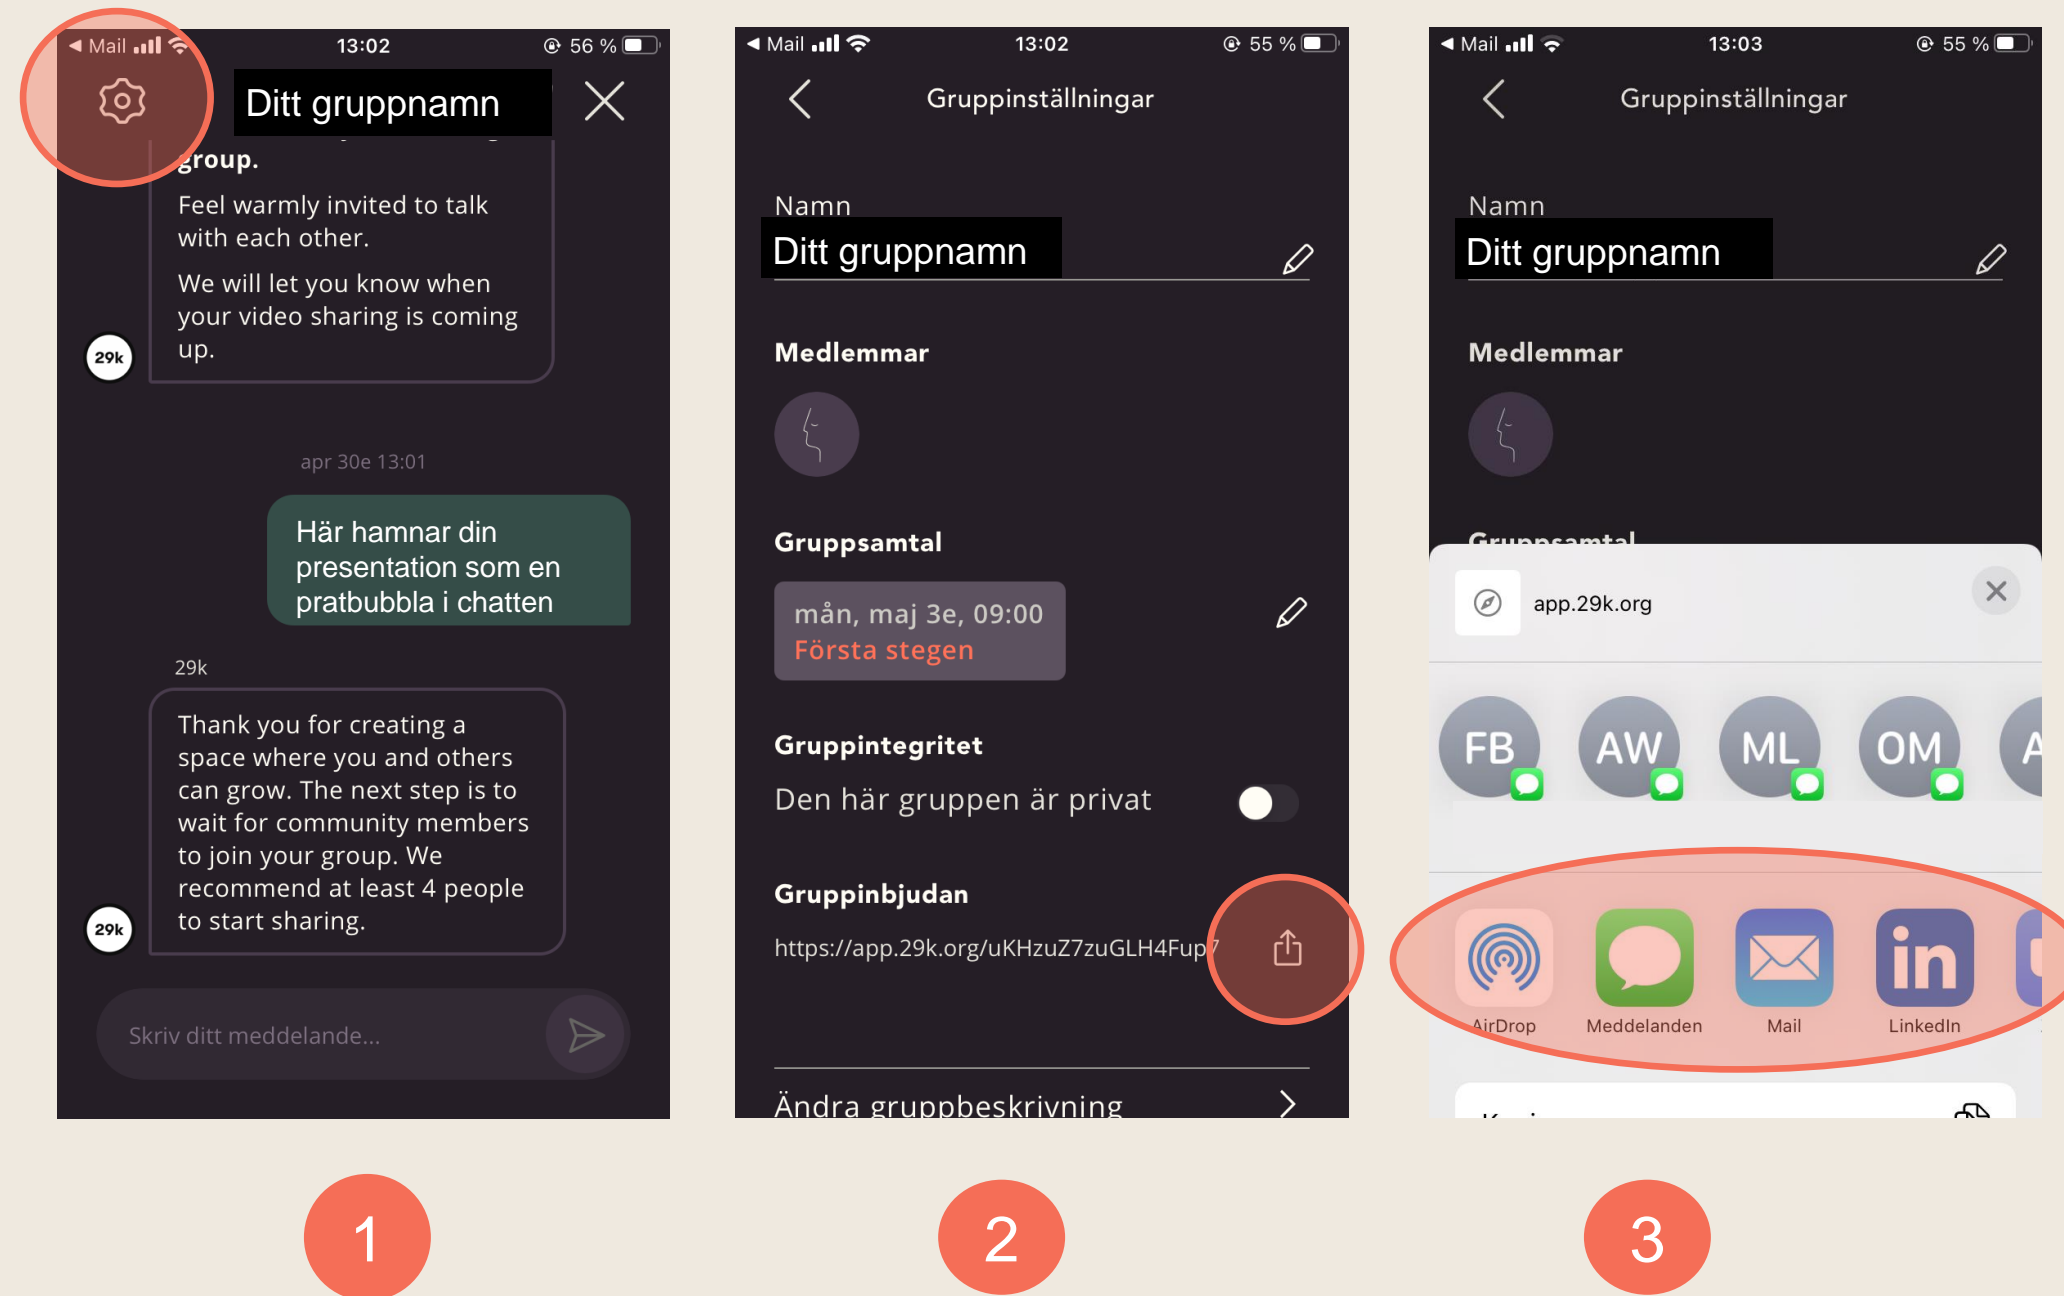 Mail
13:02
56 %
Ditt gruppnamn
group.
Feel warmly invited to talk
with each other.
We will let you know when
your video sharing is coming
up.
29k
apr 30e 13:01
Här hamnar din
presentation som en
pratbubbla i chatten
29k
Thank you for creating a
space where you and others
can grow. The next step is to
wait for community members
to join your group. We
recommend at least 4 people
to start sharing.
29k
Skriv ditt meddelande...
1
Mail
13:02
55 %
Gruppinställningar
Namn
Ditt gruppnamn
Medlemmar
Gruppsamtal
mån, maj 3e, 09:00
Första stegen
Gruppintegritet
Den här gruppen är privat
Gruppinbjudan
https://app.29k.org/uKHzuZ7zuGLH4Fup7
Ändra gruppbeskrivning
2
Mail
13:03
55 %
Gruppinställningar
Namn
Ditt gruppnamn
Medlemmar
Gruppsamtal
app.29k.org
FB
AW
ML
OM
A
AirDrop
Meddelanden
Mail
in
LinkedIn
3